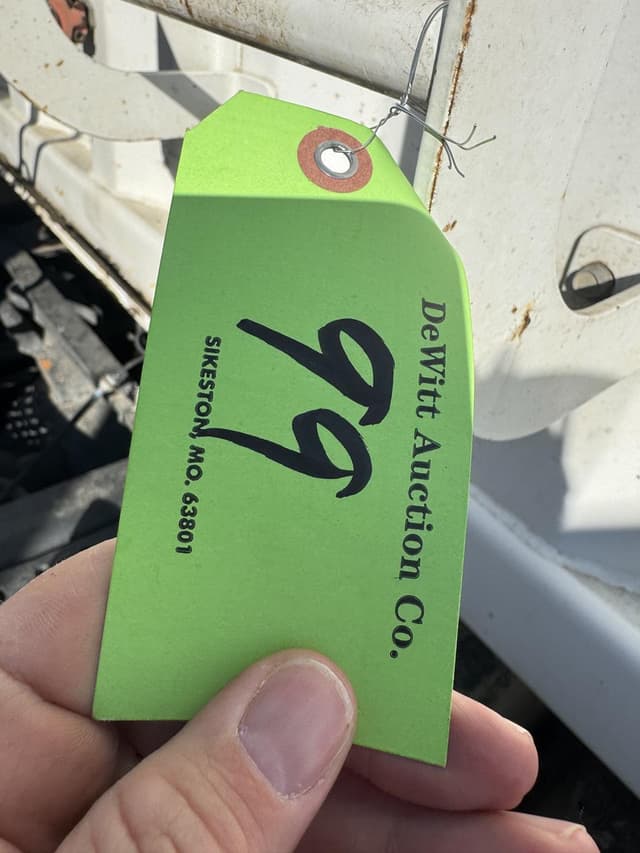 DeWitt Auction Co.
99
SIKESTON, MO. 63801